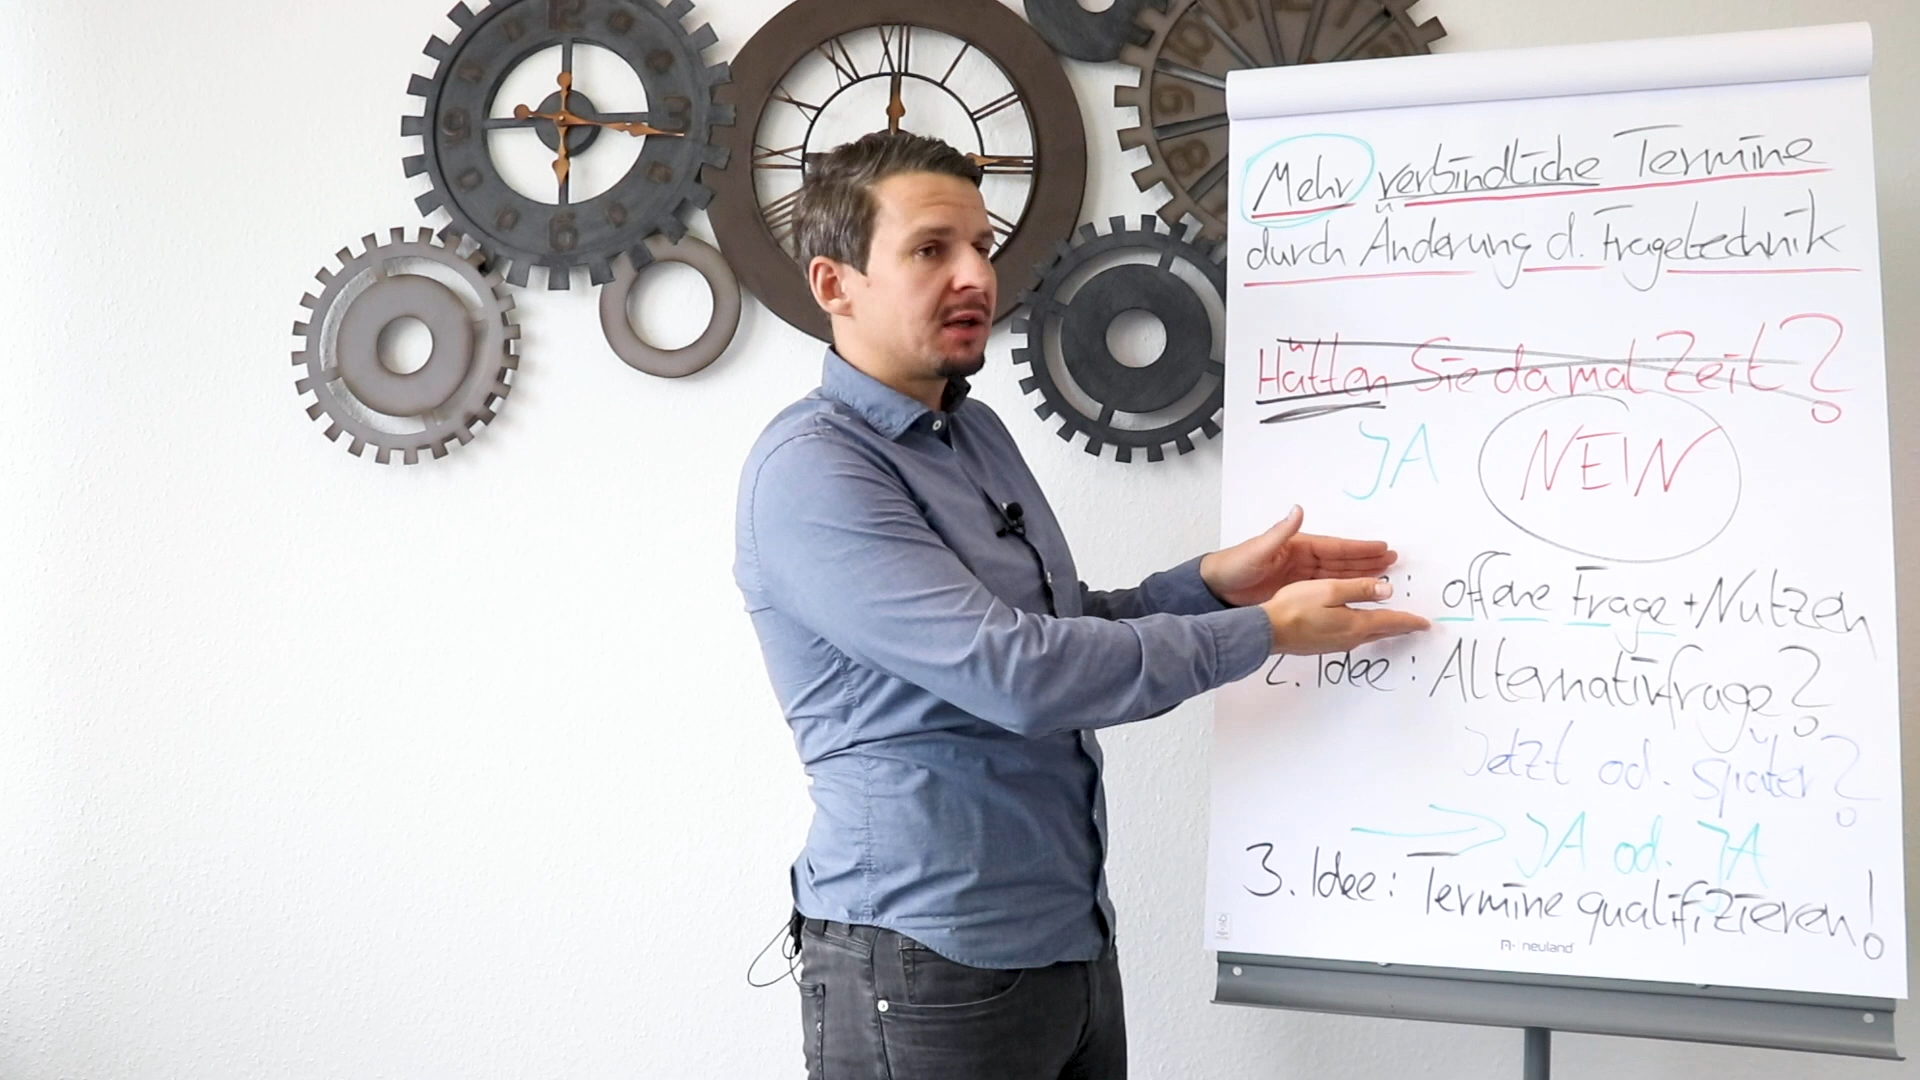 Mehr verbindliche Termine
durch Änderung d. Fragetechnik
Hätten Sie da mal Zeit?
JA NEIN
: offene Frage + Nutzen
2. Idee: Alternativfrage?
Jetzt od. später?
JA od. JA
3. Idee: Termine qualifizieren!
neuland